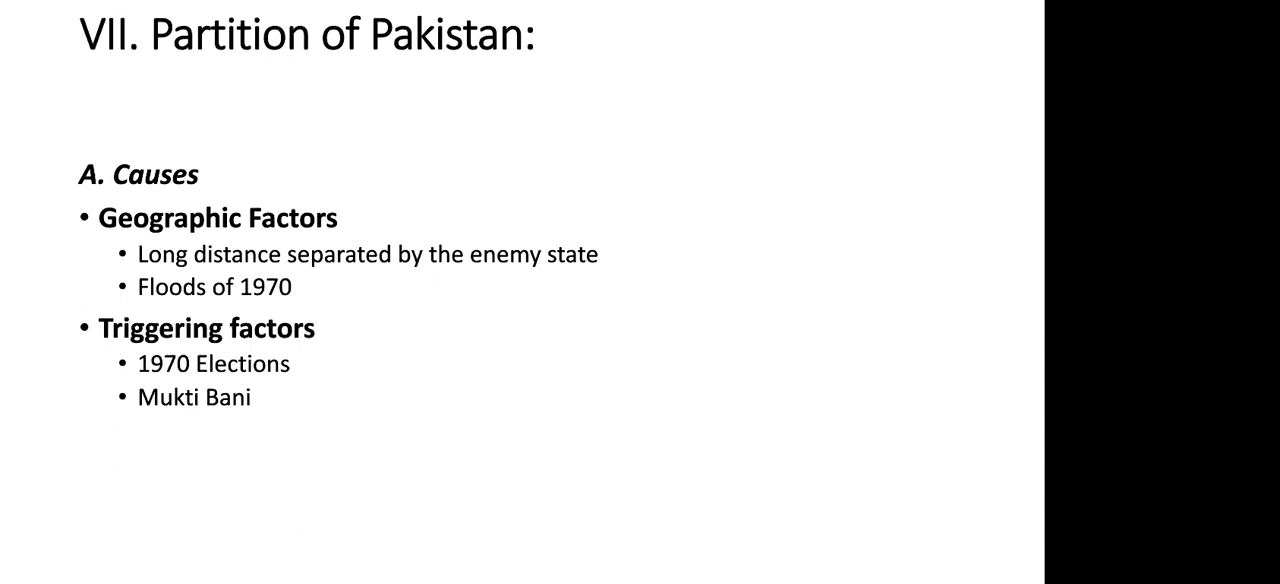 VII. Partition of Pakistan:
A. Causes
• Geographic Factors
• Long distance separated by the enemy state
• Floods of 1970
• Triggering factors
• 1970 Elections
• Mukti Bani